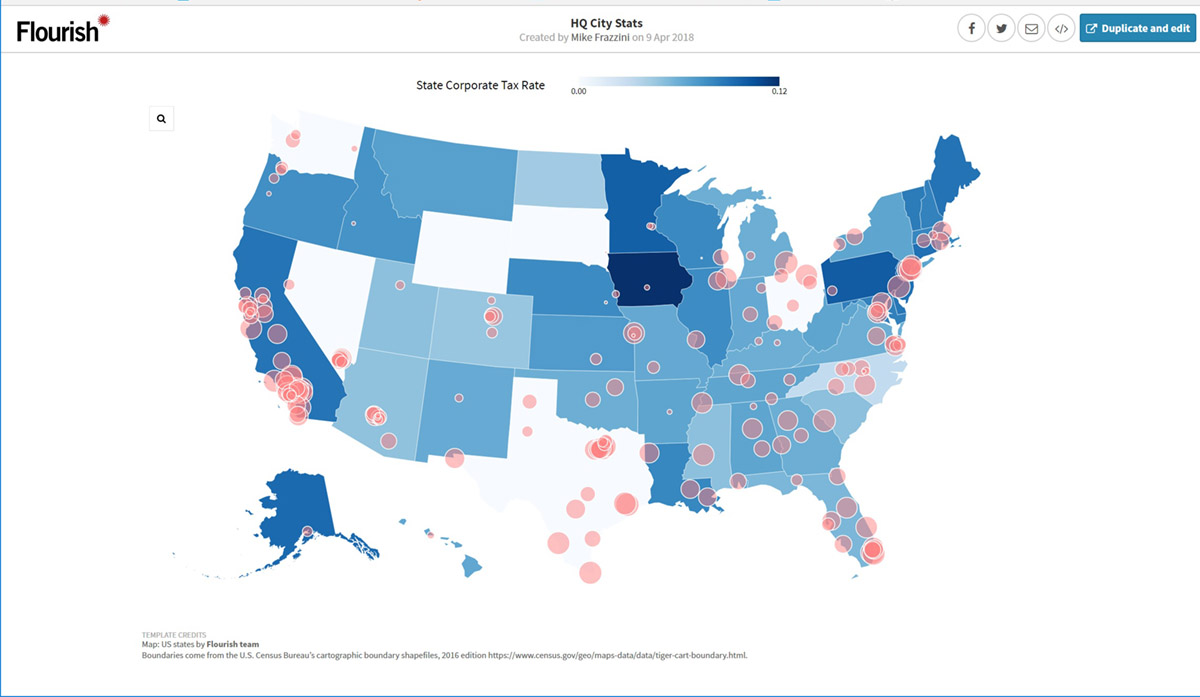 Flourish
HQ City Stats
Created by Mike Frazzini on 9 Apr 2018
</>
Duplicate and edit
State Corporate Tax Rate
0.00
0.12
TEMPLATE CREDITS
Map: US states by Flourish team
Boundaries come from the U.S. Census Bureau's cartographic boundary shapefiles, 2016 edition https://www.census.gov/geo/maps-data/data/tiger-cart-boundary.html.